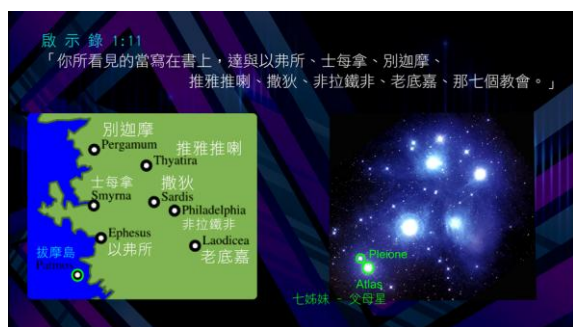 啟示錄 1:11
「你所看見的當寫在書上,達與以弗所、士每拿、別迦摩、
推雅推喇、撒狄、非拉鐵非、老底嘉、那七個教會。」
別迦摩
Pergamum
推雅推喇
Thyatira
士每拿
Smyrna
撒狄
Sardis
Philadelphia
非拉鐵非
Ephesus
以弗所
Laodicea
老底嘉
拔摩島
Patmos
Pleione
Atlas
七姊妹 - 父母星